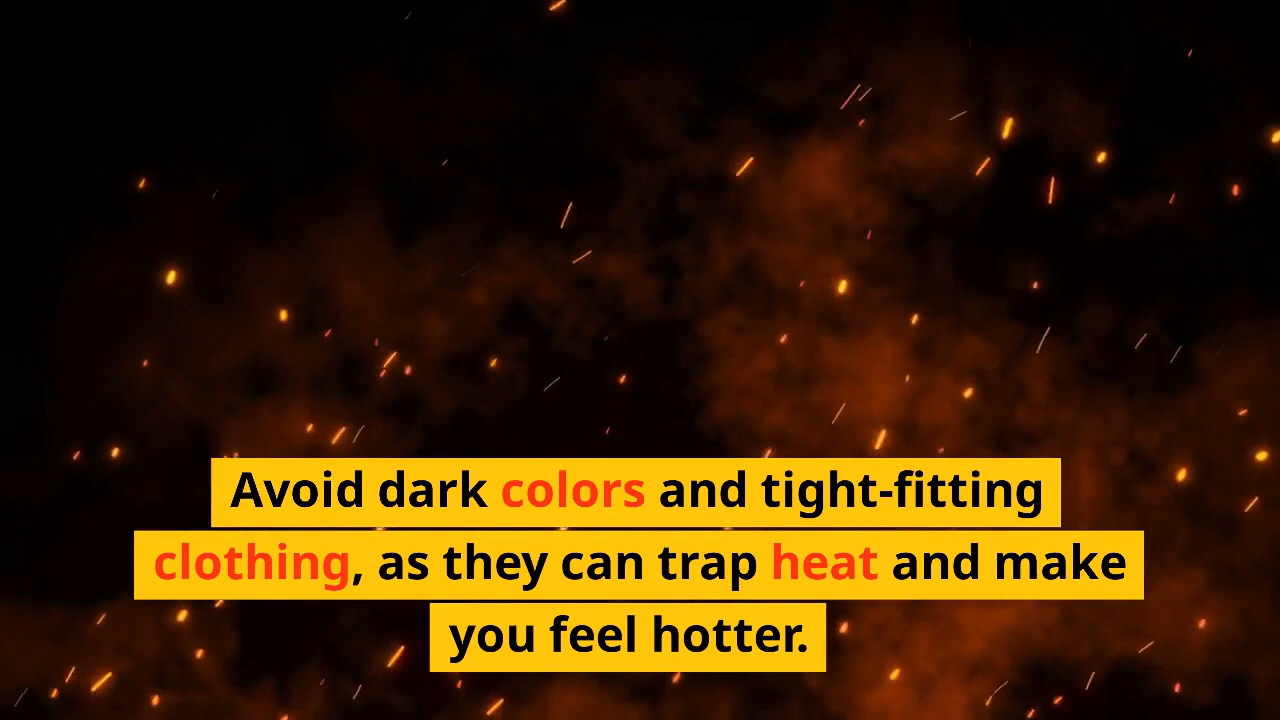 Avoid dark colors and tight-fitting
clothing, as they can trap heat and make
you feel hotter.